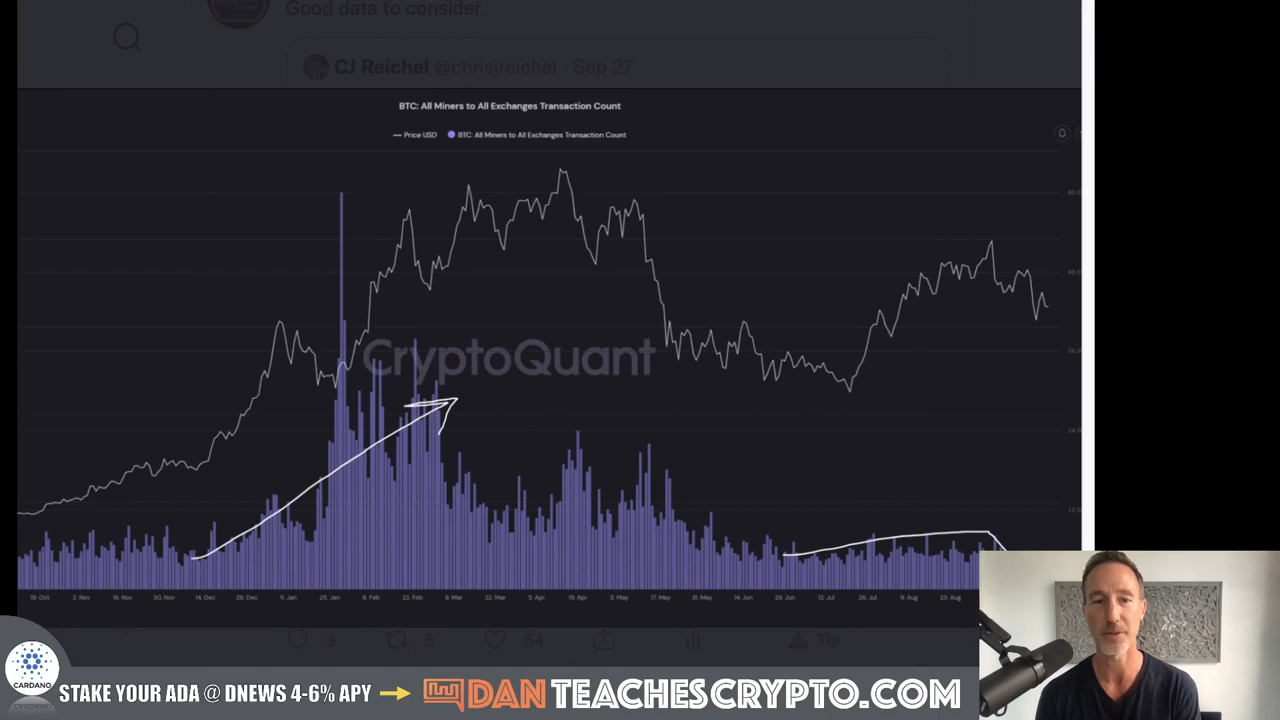 Good data to consider.
CJ Reichel @chrisjreichel · Sep 27
BTC: All Miners to All Exchanges Transaction Count
Price USD BTC: All Miners to All Exchanges Transaction Count
CryptoQuant
19. Oct 2. Nov 16. Nov 30. Nov 14. Dec 28. Dec 25. Jan 8. Feb 22. Feb 8. Mar 22. Mar 5. Apr 19. Apr 3. May 17. May 31. May 14. Jun 28. Jun 12. Jul 26. Jul 9. Aug 23. Aug
3 5 54 Tip
CARDANO
STAKE YOUR ADA @ DNEWS 4-6% APY DANTEACHESCRYPTO.COM